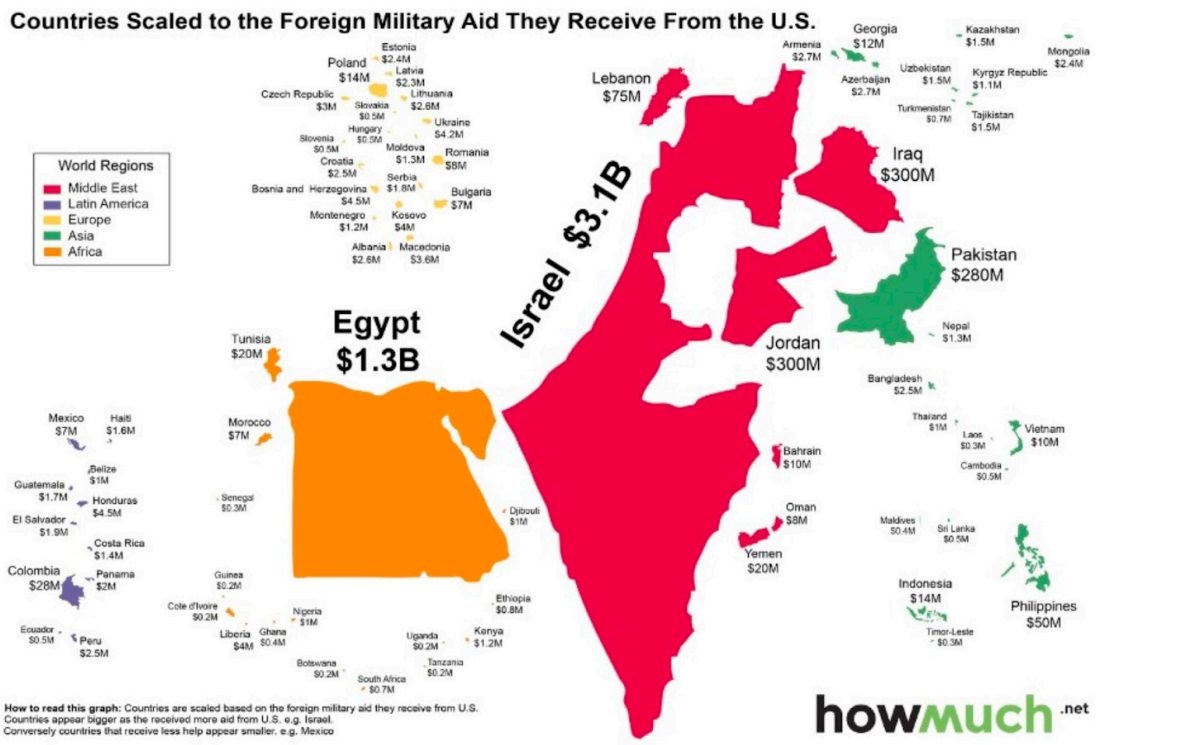 Countries Scaled to the Foreign Military Aid They Receive From the U.S.
World Regions
Middle East
Latin America
Europe
Asia
Africa
Estonia
$2.4M
Poland
$14M
Latvia
$2.3M
Czech Republic
$3M
Slovakia
$0.5M
Lithuania
$2.6M
Hungary
$0.5M
Ukraine
$4.2M
Slovenia
$0.5M
Moldova
$1.3M
Romania
$8M
Croatia
$2.5M
Serbia
$1.8M
Bosnia and Herzegovina
$4.5M
Bulgaria
$7M
Montenegro
$1.2M
Kosovo
$4M
Albania
$2.6M
Macedonia
$3.6M
Lebanon
$75M
Israel $3.1B
Armenia
$2.7M
Georgia
$12M
Azerbaijan
$2.7M
Kazakhstan
$1.5M
Mongolia
$2.4M
Uzbekistan
$1.5M
Kyrgyz Republic
$1.1M
Turkmenistan
$0.7M
Tajikistan
$1.5M
Iraq
$300M
Pakistan
$280M
Jordan
$300M
Nepal
$1.3M
Bangladesh
$2.5M
Thailand
$1M
Laos
$0.3M
Vietnam
$10M
Cambodia
$0.5M
Bahrain
$10M
Oman
$8M
Yemen
$20M
Maldives
$0.4M
Sri Lanka
$0.5M
Indonesia
$14M
Philippines
$50M
Timor-Leste
$0.3M
Egypt
$1.3B
Tunisia
$20M
Morocco
$7M
Senegal
$0.3M
Djibouti
$1M
Guinea
$0.2M
Cote d'Ivoire
$0.2M
Liberia
$4M
Ghana
$0.4M
Nigeria
$1M
Ethiopia
$0.8M
Uganda
$0.2M
Kenya
$1.2M
Botswana
$0.2M
South Africa
$0.7M
Tanzania
$0.2M
Mexico
$7M
Haiti
$1.6M
Belize
$1M
Guatemala
$1.7M
Honduras
$4.5M
El Salvador
$1.9M
Costa Rica
$1.4M
Colombia
$28M
Panama
$2M
Ecuador
$0.5M
Peru
$2.5M
How to read this graph: Countries are scaled based on the foreign military aid they receive from U.S.
Countries appear bigger as the received more aid from U.S. e.g. Israel.
Conversely countries that receive less help appear smaller. e.g. Mexico
howmuch.net